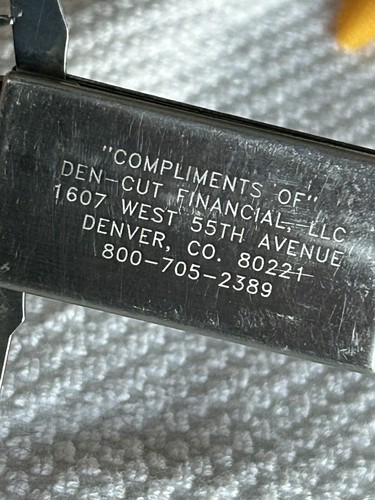 "COMPLIMENTS OF"
DEN-CUT FINANCIAL, LLC
1607 WEST 55TH AVENUE
DENVER, CO. 80221
800-705-2389